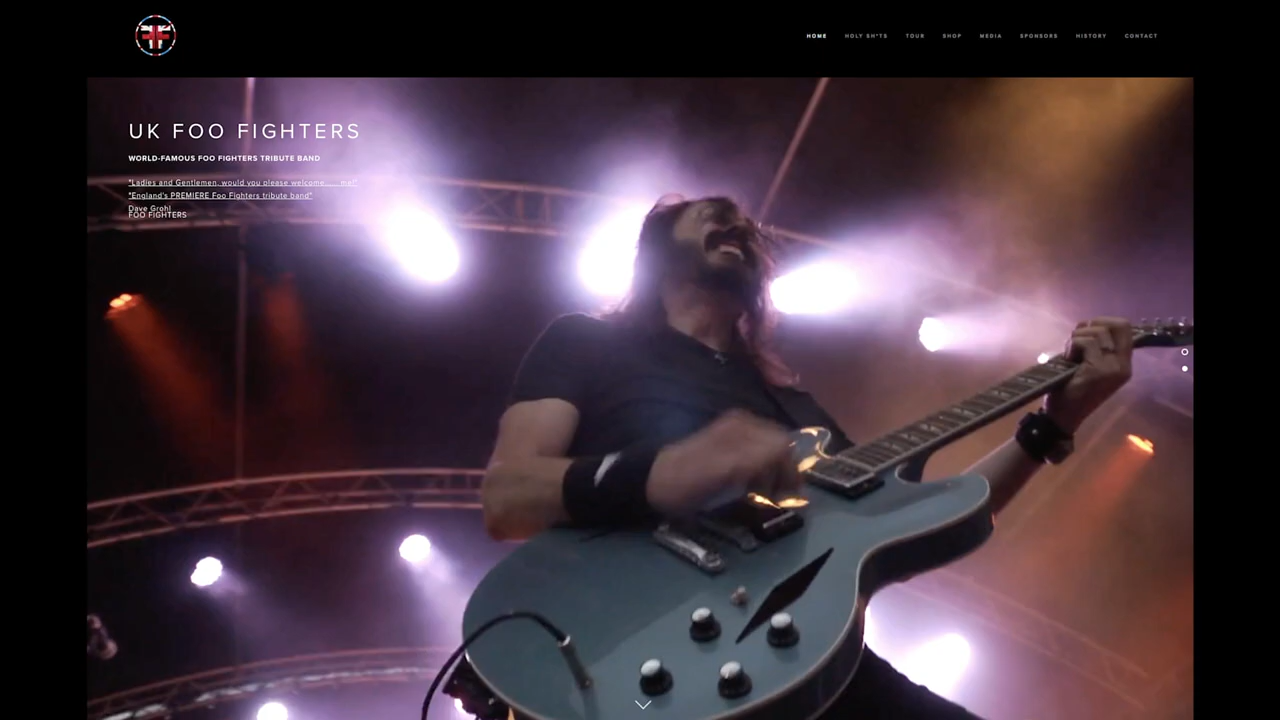 HOME
HOLY SH*TS
TOUR
SHOP
MEDIA
SPONSORS
HISTORY
CONTACT
UK FOO FIGHTERS
WORLD-FAMOUS FOO FIGHTERS TRIBUTE BAND
"Ladies and Gentlemen, would you please welcome..... me!"
"England's PREMIERE Foo Fighters tribute band"
Dave Grohl
FOO FIGHTERS